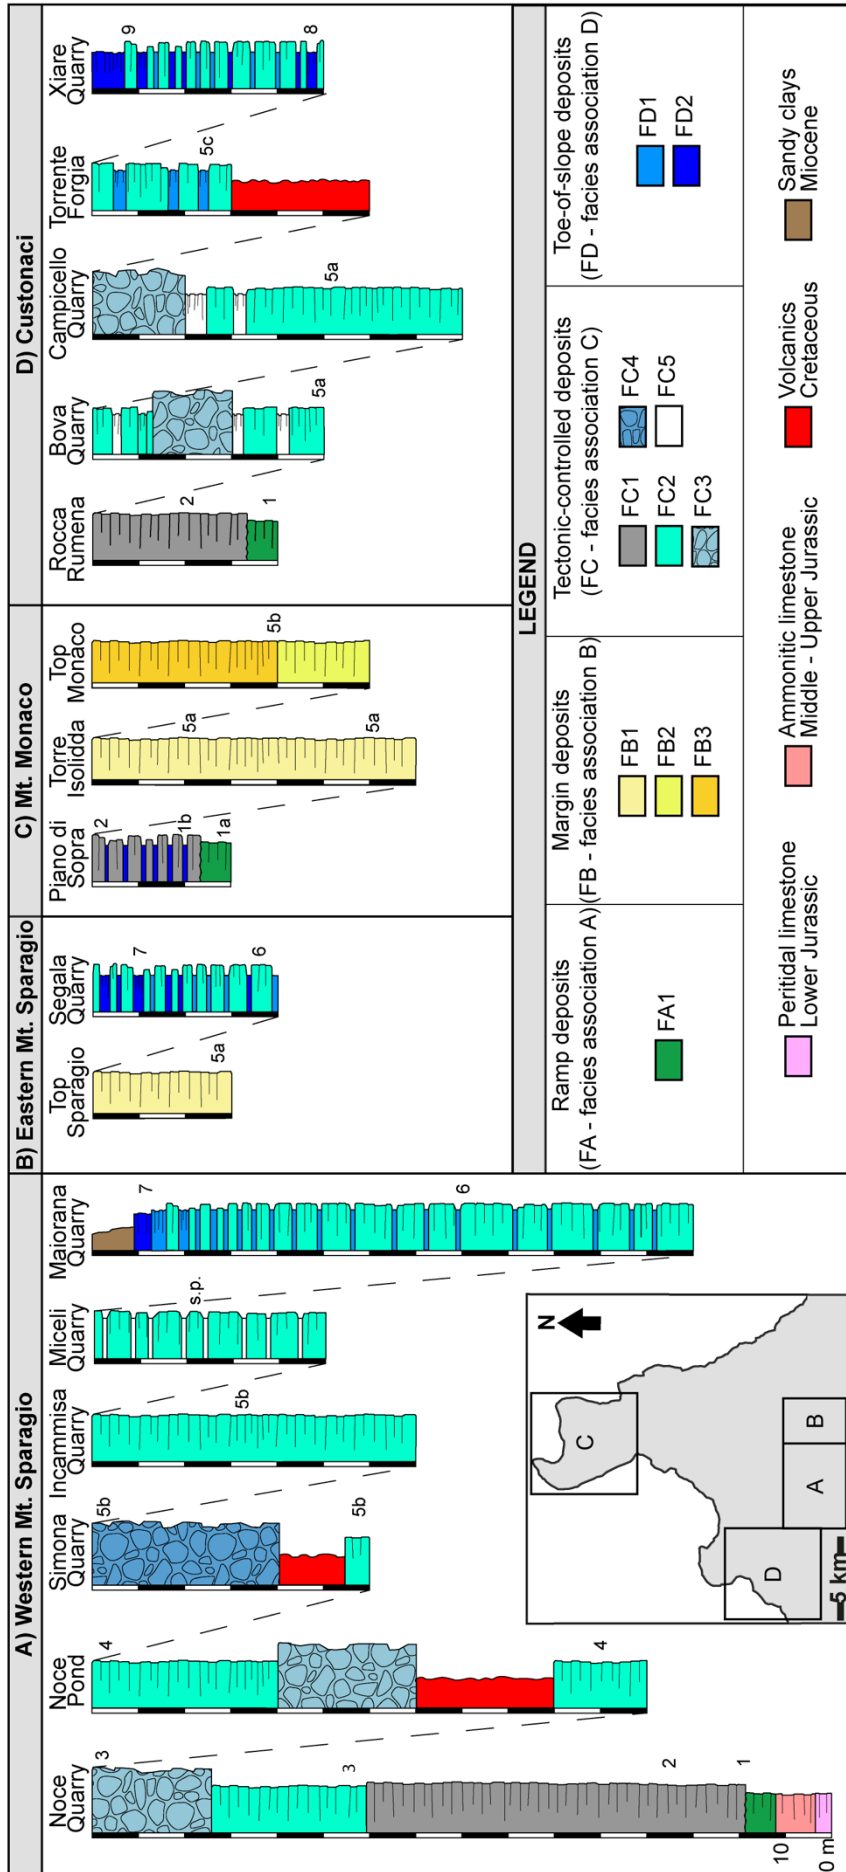 A) Western Mt. Sparagio
Noce
Quarry
3
3
2
1
10
0 m
Noce
Pond
4
4
Simona
Quarry
5b
5b
Incammisa
Quarry
5b
Miceli
Quarry
s.p.
Maiorana
Quarry
7
6
B) Eastern Mt. Sparagio
Top
Sparagio
5a
Segala
Quarry
7
6
C) Mt. Monaco
Piano di
Sopra
2
1b
1a
Torre
Isolidda
5a
5a
Top
Monaco
5b
D) Custonaci
Rocca
Rumena
2
1
Bova
Quarry
5a
Campicello
Quarry
5a
Torrente
Forgia
5c
Xiare
Quarry
9
8
N
A
B
C
D
5 km
LEGEND
Ramp deposits
(FA - facies association A)
FA1
Margin deposits
(FB - facies association B)
FB1
FB2
FB3
Tectonic-controlled deposits
(FC - facies association C)
FC1
FC2
FC3
FC4
FC5
Toe-of-slope deposits
(FD - facies association D)
FD1
FD2
Peritidal limestone
Lower Jurassic
Ammonitic limestone
Middle - Upper Jurassic
Volcanics
Cretaceous
Sandy clays
Miocene